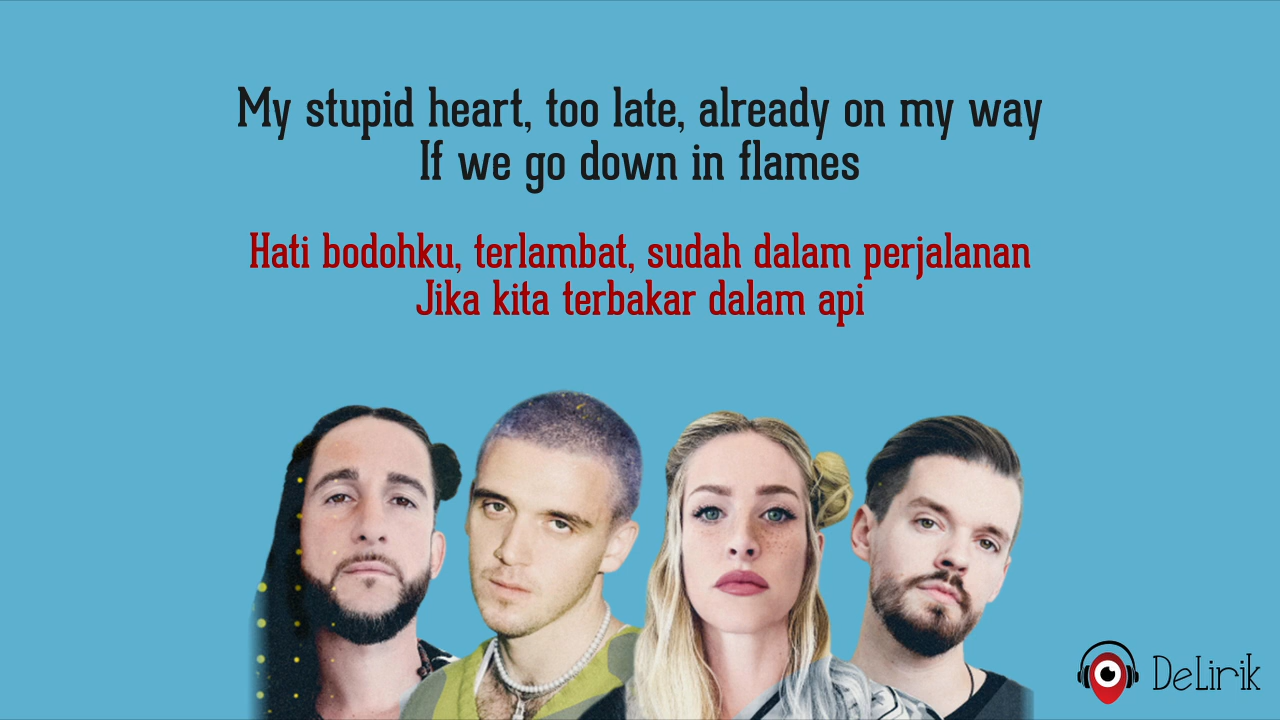 My stupid heart, too late, already on my way
If we go down in flames
Hati bodohku, terlambat, sudah dalam perjalanan
Jika kita terbakar dalam api
DeLirik